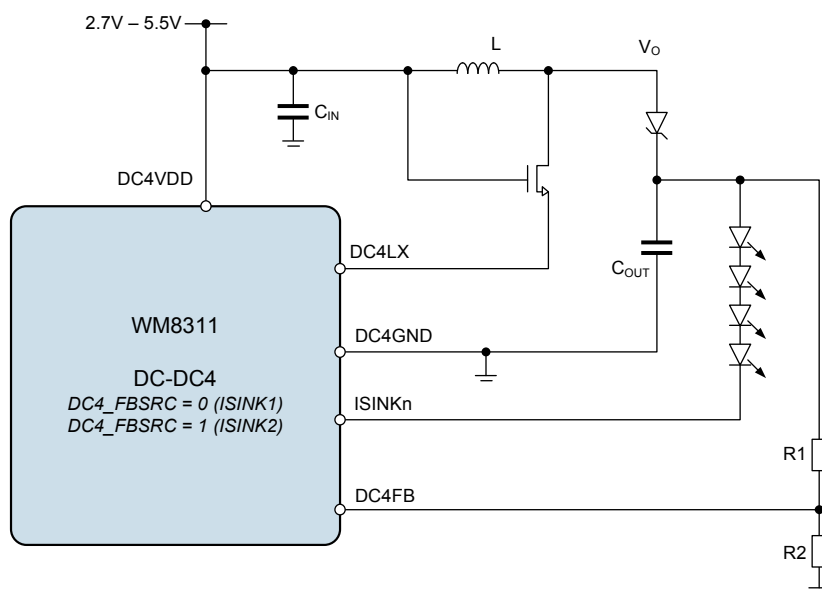 2.7V – 5.5V
L
VO
CIN
DC4VDD
DC4LX
COUT
WM8311
DC4GND
DC-DC4
DC4_FBSRC = 0 (ISINK1)
ISINKn
DC4_FBSRC = 1 (ISINK2)
R1
DC4FB
R2